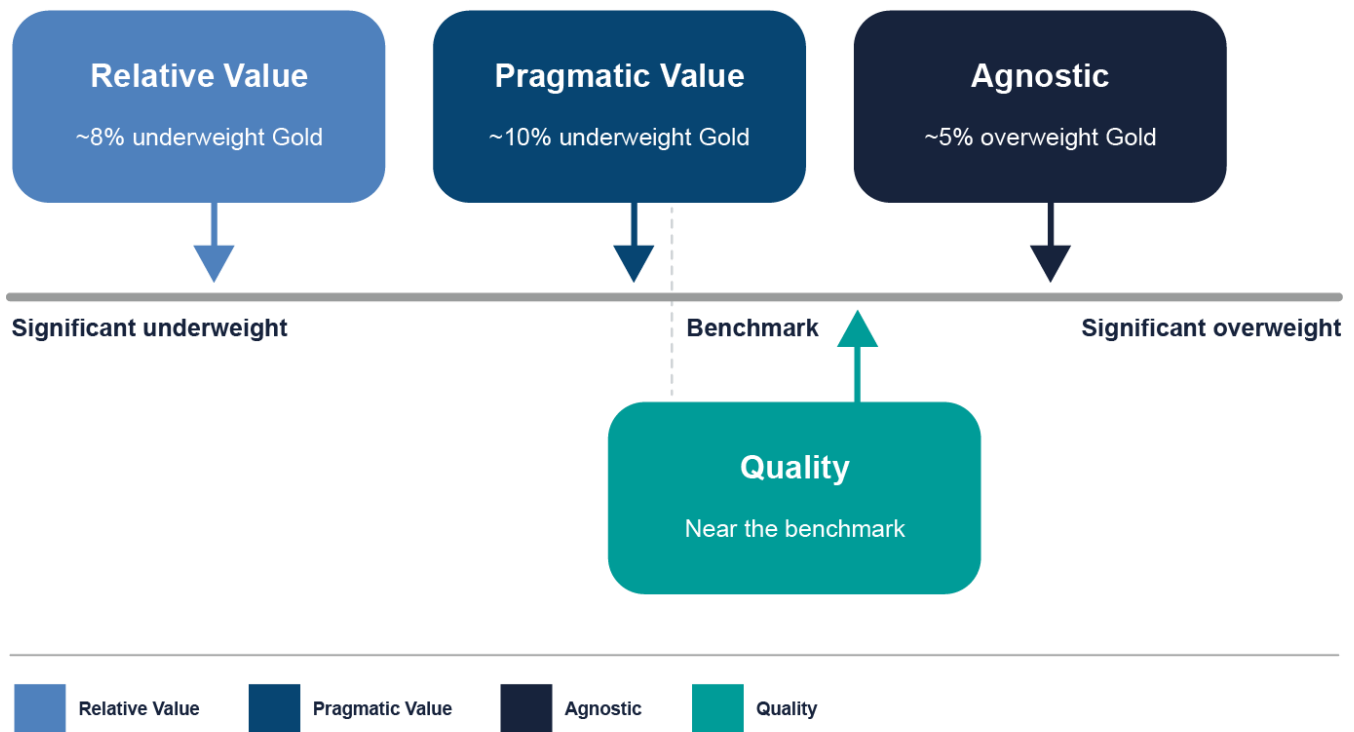 Relative Value
~8% underweight Gold
Pragmatic Value
~10% underweight Gold
Agnostic
~5% overweight Gold
Significant underweight
Benchmark
Significant overweight
Quality
Near the benchmark
Relative Value
Pragmatic Value
Agnostic
Quality